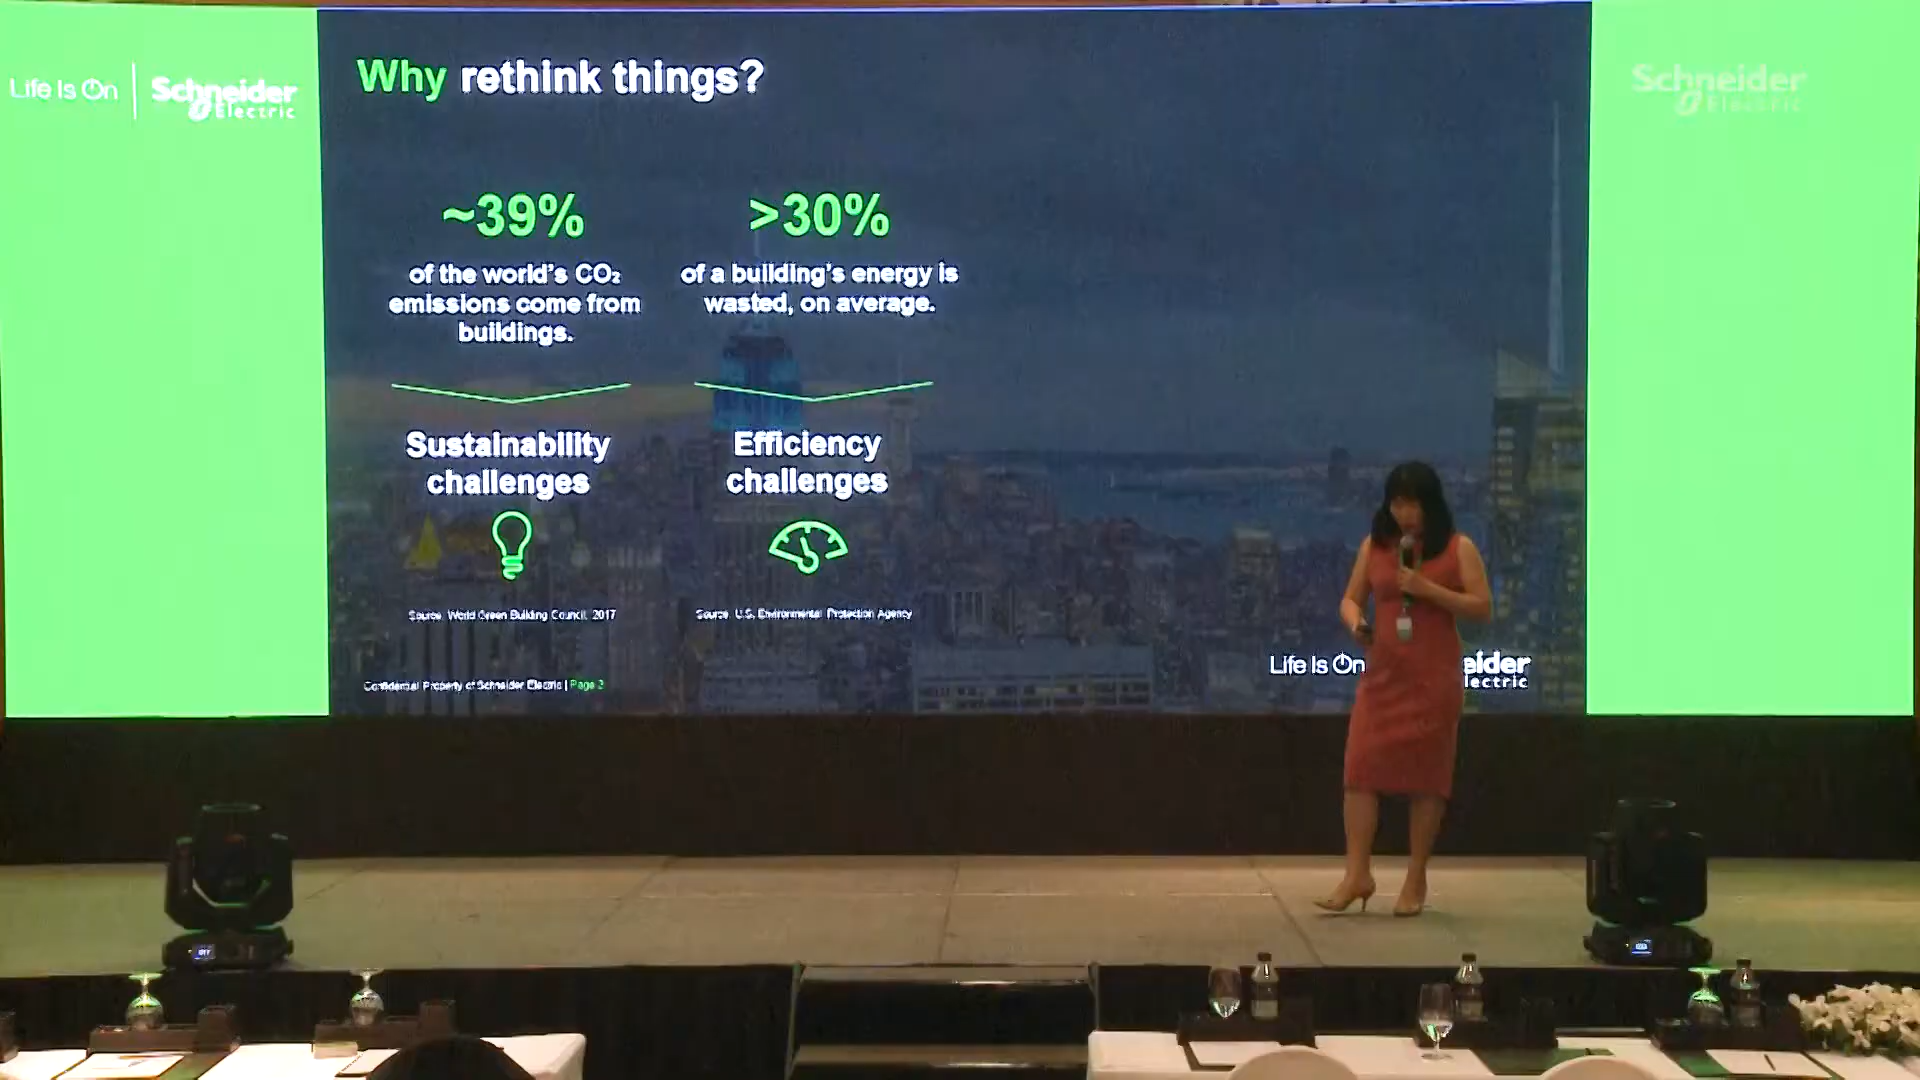 Life Is On | Schneider Electric
Schneider Electric
Why rethink things?
~39%
of the world's CO₂
emissions come from
buildings.
>30%
of a building's energy is
wasted, on average.
Sustainability
challenges
Efficiency
challenges
Source: World Green Building Council, 2017
Source: U.S. Environmental Protection Agency
Confidential Property of Schneider Electric | Page 2
Life Is On
eider
lectric